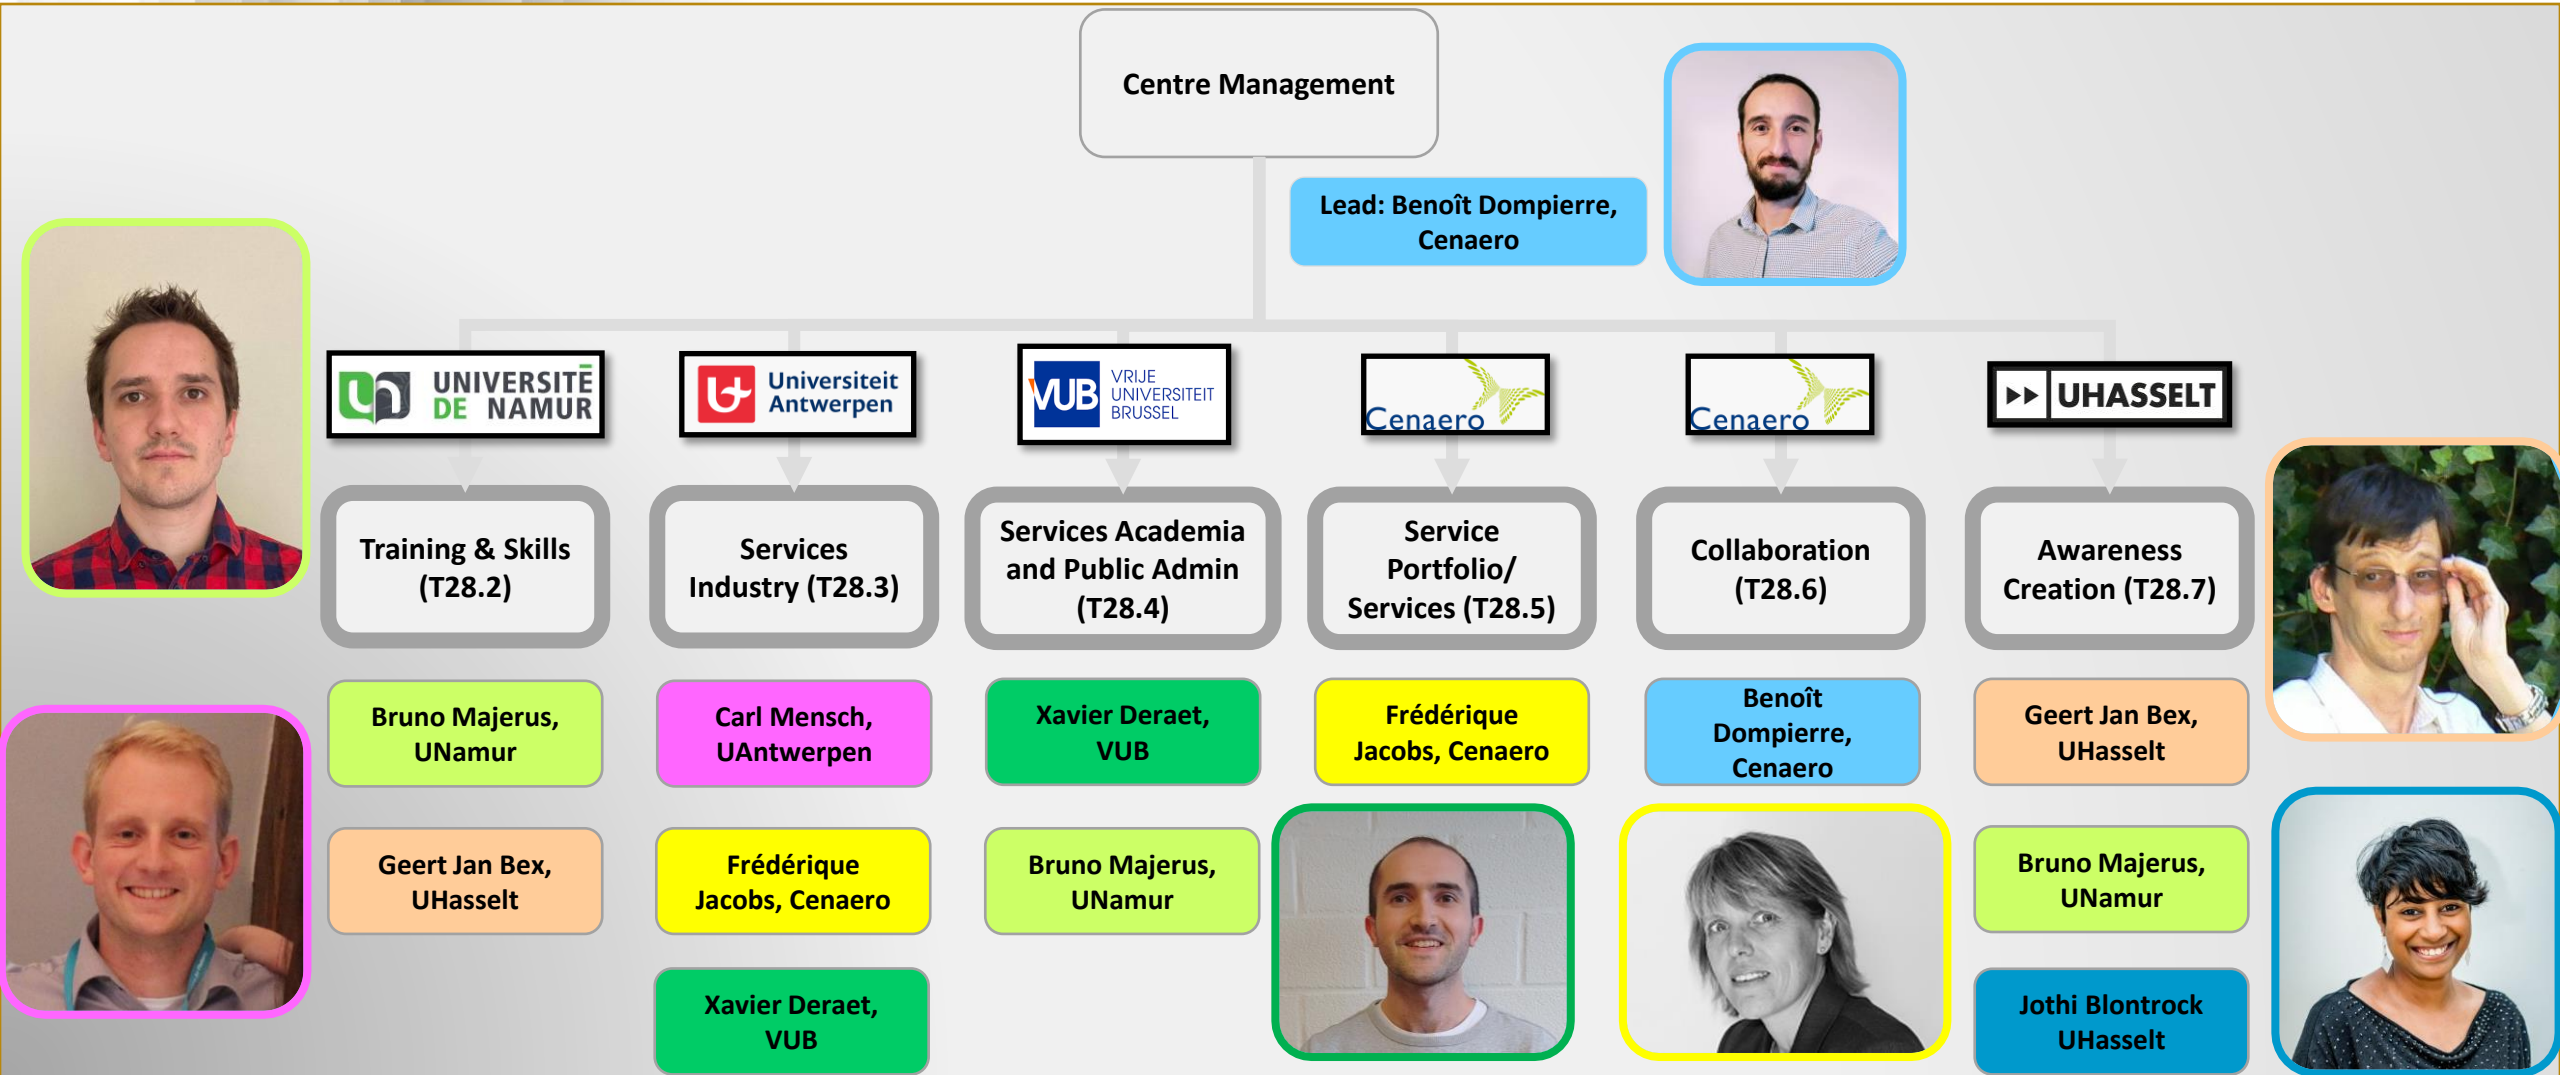 Centre Management
Lead: Benoît Dompierre,
Cenaero
UNIVERSITÉ
DE NAMUR
Universiteit
Antwerpen
VUB
VRIJE
UNIVERSITEIT
BRUSSEL
Cenaero
Cenaero
UHASSELT
Training & Skills
(T28.2)
Services
Industry (T28.3)
Services Academia
and Public Admin
(T28.4)
Service
Portfolio/
Services (T28.5)
Collaboration
(T28.6)
Awareness
Creation (T28.7)
Bruno Majerus,
UNamur
Carl Mensch,
UAntwerpen
Xavier Deraet,
VUB
Frédérique
Jacobs, Cenaero
Benoît
Dompierre,
Cenaero
Geert Jan Bex,
UHasselt
Geert Jan Bex,
UHasselt
Frédérique
Jacobs, Cenaero
Bruno Majerus,
UNamur
Bruno Majerus,
UNamur
Xavier Deraet,
VUB
Jothi Blontrock
UHasselt